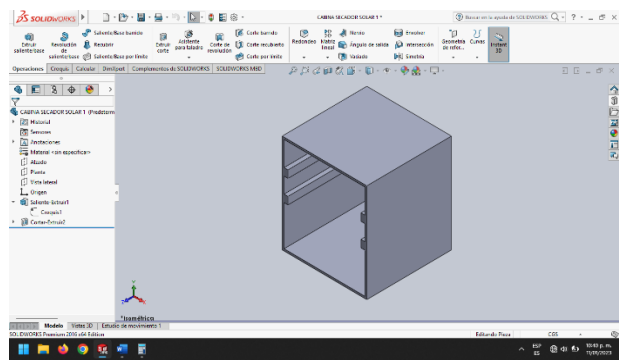 SOLIDWORKS
CABINA SECADOR SOLAR 1 *
Buscar en la ayuda de SOLIDWORKS
Extruir saliente/base
Revolución de saliente/base
Saliente/Base barrido
Recubrir
Saliente/Base por límite
Extruir corte
Asistente para taladro
Corte de revolución
Corte barrido
Corte recubierto
Corte por límite
Redondeo
Matriz lineal
Nervio
Ángulo de salida
Vaciado
Envolver
Intersección
Simetría
Geometría de refer...
Curvas
Instant 3D
Operaciones Croquis Calcular DimXpert Complementos de SOLIDWORKS SOLIDWORKS MBD
CABINA SECADOR SOLAR 1 (Predeterm
Historial
Sensores
Anotaciones
Material <sin especificar>
Alzado
Planta
Vista lateral
Origen
Saliente-Extruir1
Croquis1
Cortar-Extruir2
*Isométrica
Modelo Vistas 3D Estudio de movimiento 1
SOLIDWORKS Premium 2016 x64 Edition
Editando Pieza
CGS
ESP
ES
10:43 p. m.
11/09/2023